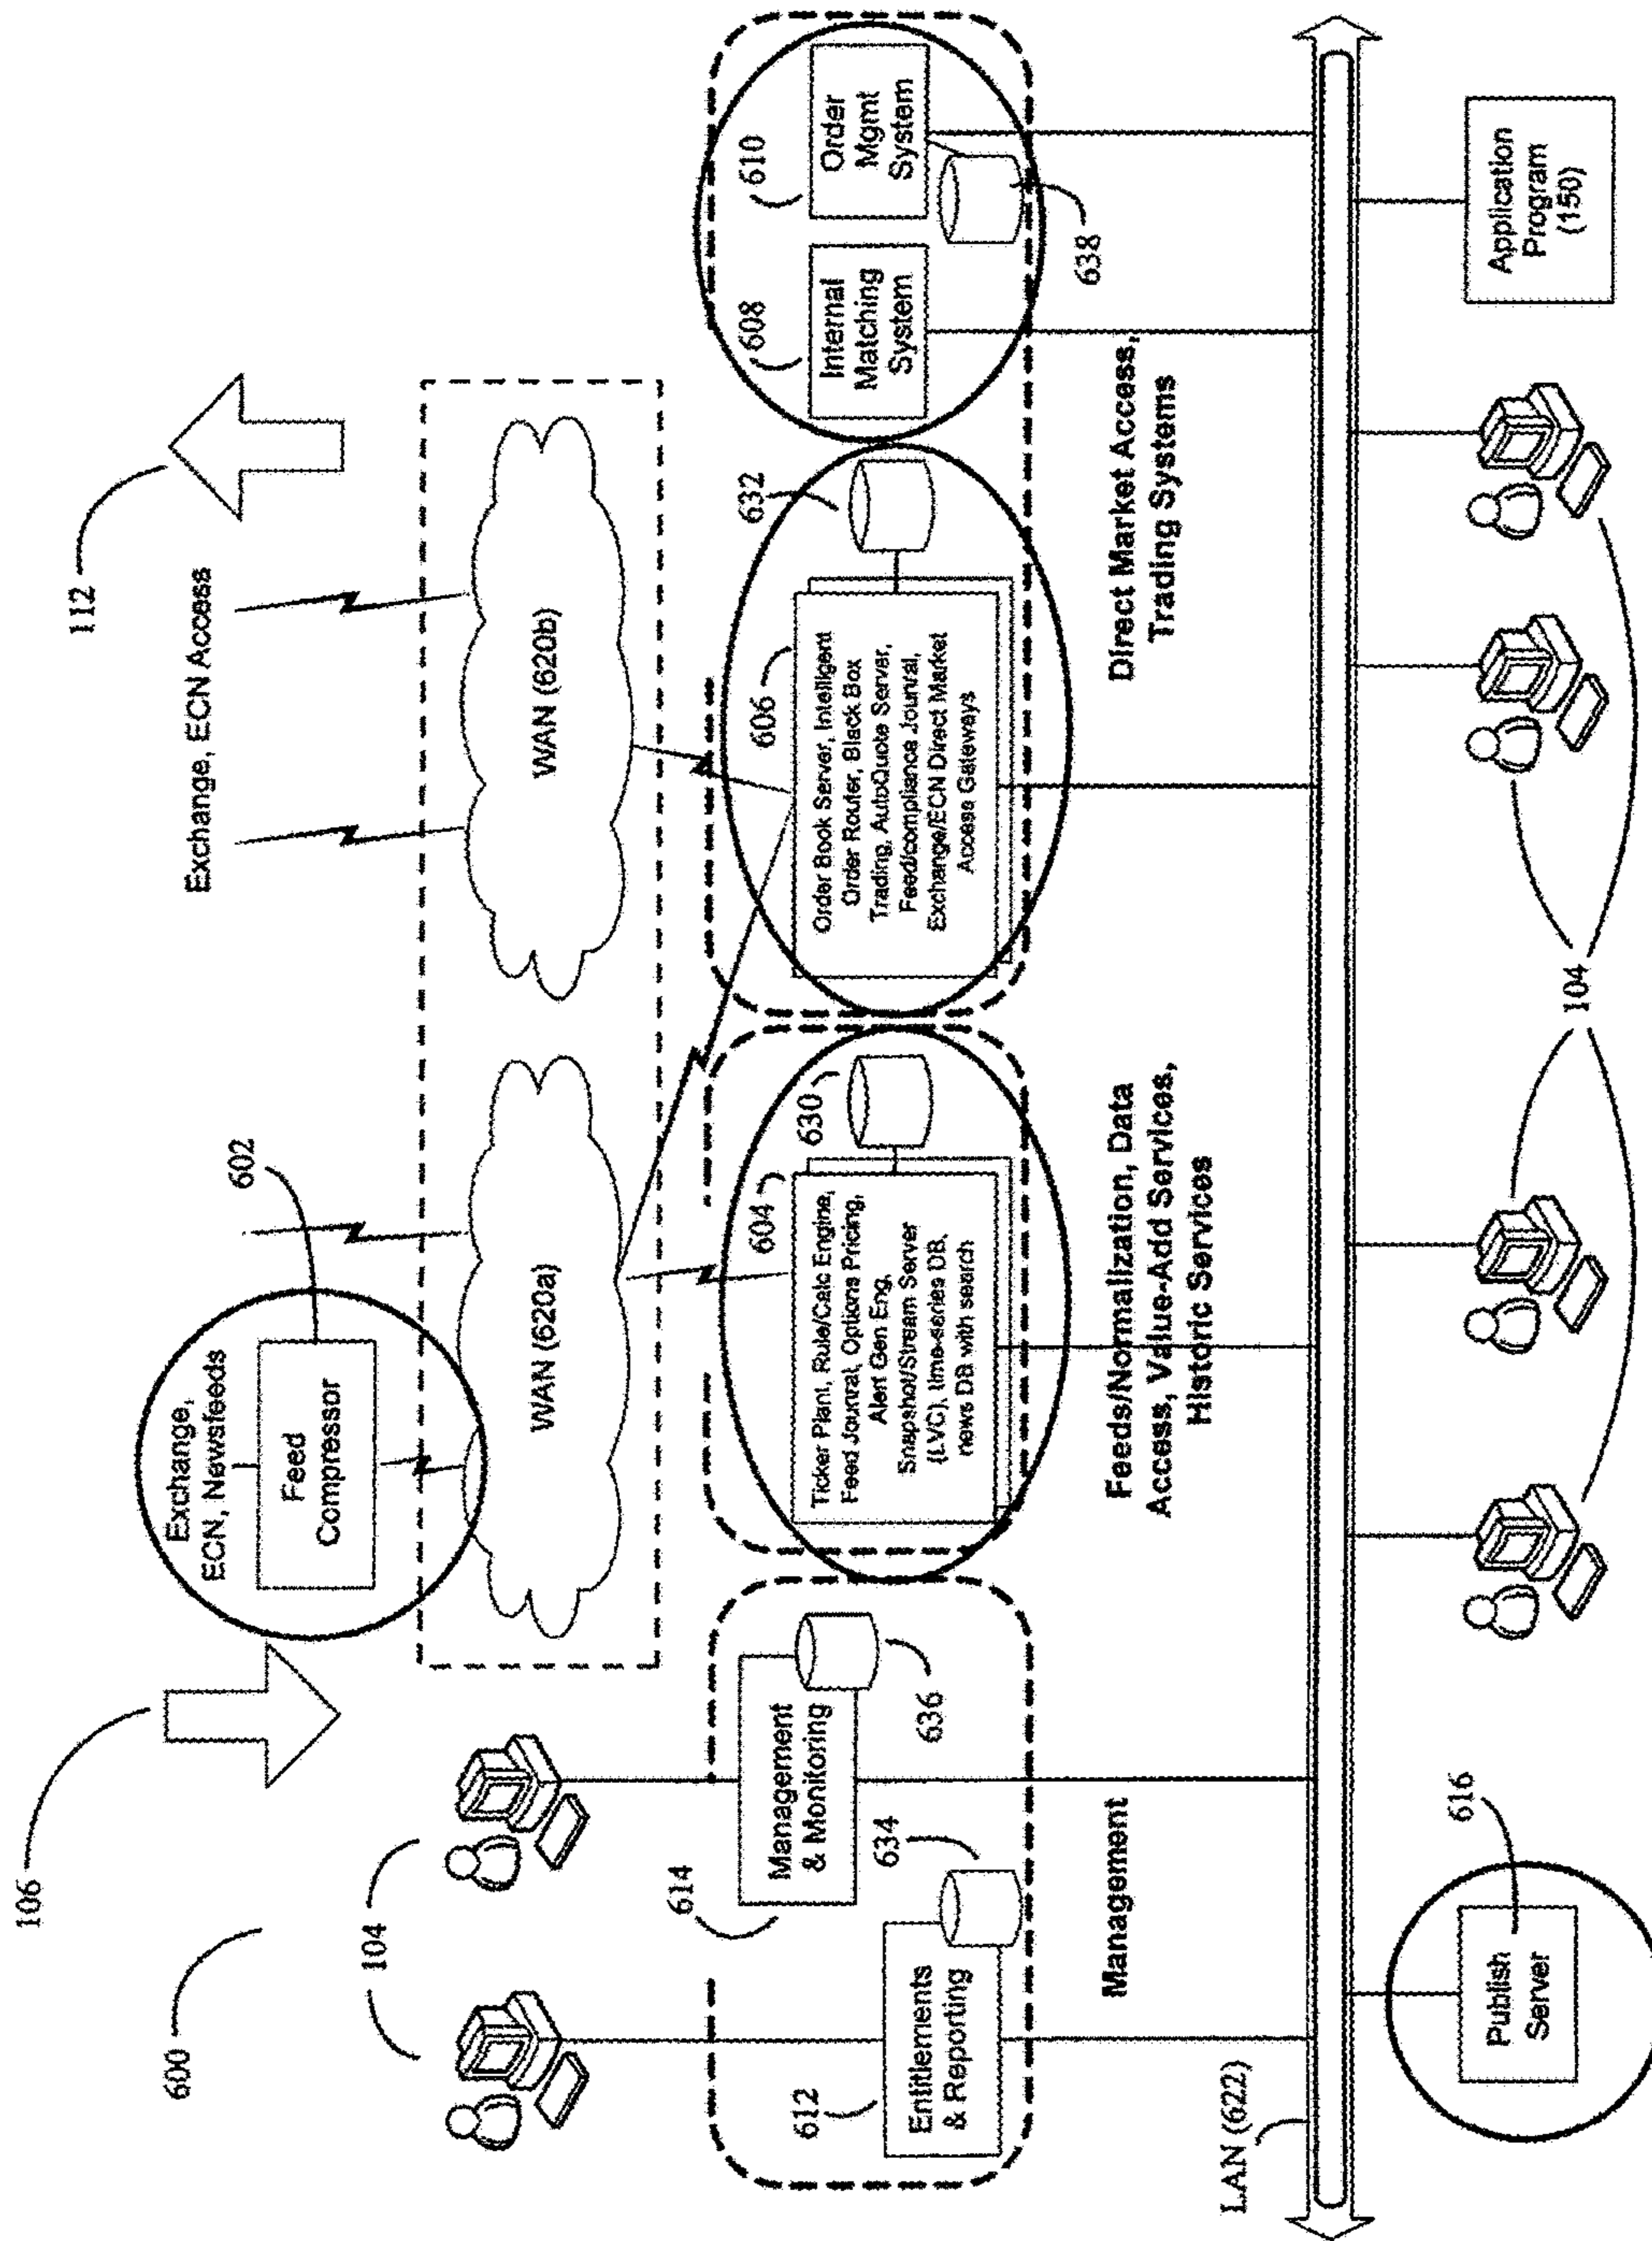 600
106
112
104
Exchange,
ECN, Newsfeeds
602
Feed
Compressor
Exchange, ECN Access
WAN (620a)
WAN (620b)
614
Management
& Monitoring
636
612
Entitlements
& Reporting
634
Management
604
Ticker Plant, Rule/Calc Engine,
Feed Journal, Options Pricing,
Alert Gen Eng,
Snapshot/Stream Server
(LVC), time-series DB,
news DB with search
630
Feeds/Normalization, Data
Access, Value-Add Services,
Historic Services
606
Order Book Server, Intelligent
Order Router, Black Box
Trading, AutoQuote Server,
Feed/compliance Jounral,
Exchange/ECN Direct Market
Access Gateways
632
608
Internal
Matching
System
610
Order
Mgmt
System
638
Direct Market Access,
Trading Systems
LAN (622)
Publish
Server
616
104
Application
Program
(150)